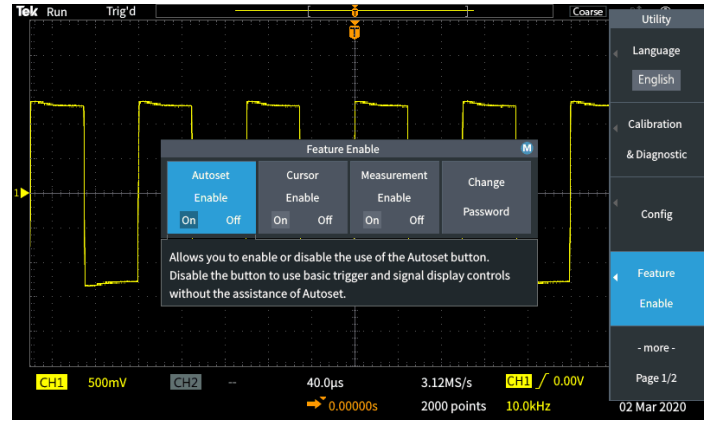 Tek Run Trig'd Coarse
T
Utility
Language
English
Calibration
& Diagnostic
Config
Feature
Enable
- more -
Page 1/2
Feature Enable M
Autoset
Enable
On Off
Cursor
Enable
On Off
Measurement
Enable
On Off
Change
Password
Allows you to enable or disable the use of the Autoset button.
Disable the button to use basic trigger and signal display controls
without the assistance of Autoset.
1
CH1 500mV CH2 -- 40.0µs 3.12MS/s CH1 0.00V
0.00000s 2000 points 10.0kHz 02 Mar 2020